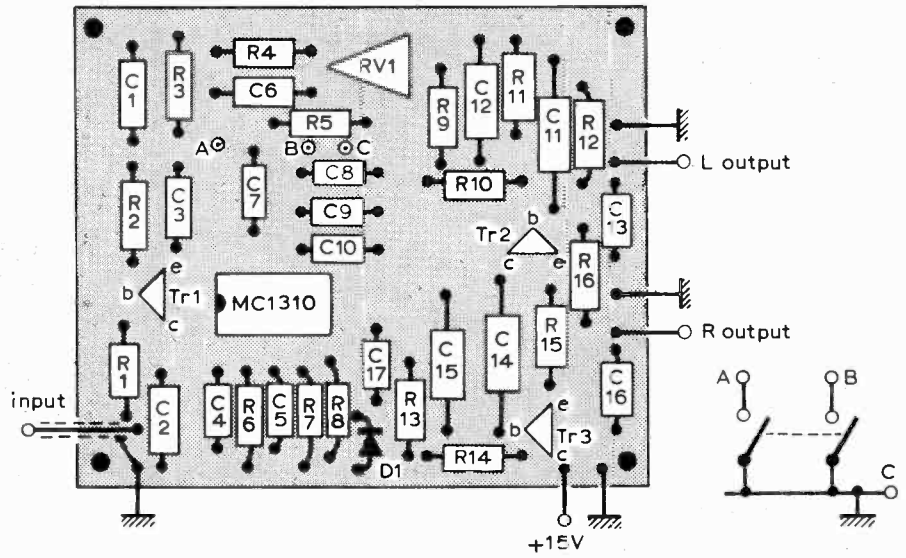 C1
R3
R4
C6
RV1
R5
A
B
C
R9
C12
R11
C11
R12
L output
R2
C3
C7
C8
C9
C10
R10
C13
b
Tr2
c
e
R16
e
b
Tr1
c
MC1310
R output
R1
C2
C4
R6
C5
R7
R8
C17
D1
R13
C15
C14
R15
C16
R14
e
b
Tr3
c
input
+15V
A
B
C